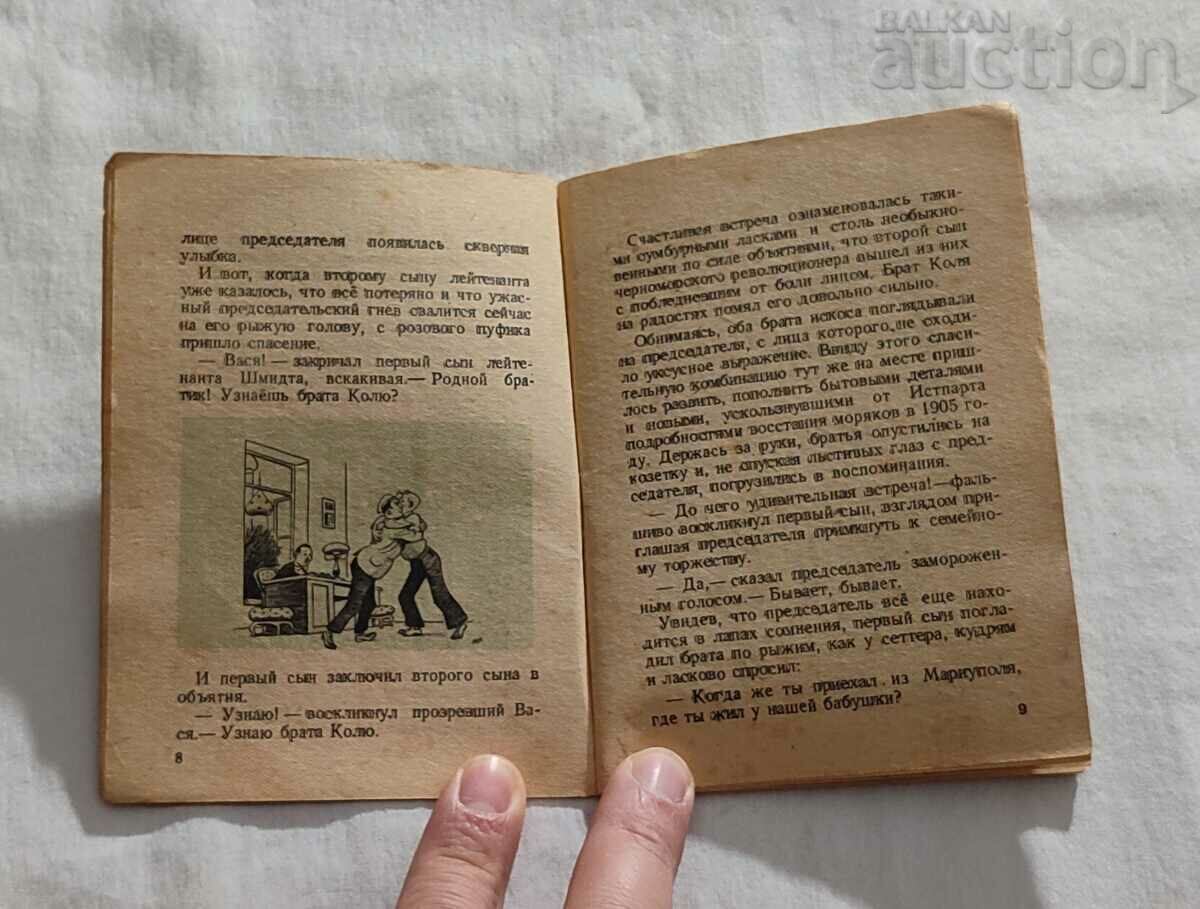 BALKAN
auction
лице председателя появилась скверная
улыбка.
И вот, когда второму сыну лейтенанта
уже казалось, что всё потеряно и что ужас-
ный председательский гнев свалится сейчас
на его рыжую голову, с розового пуфика
пришло спасение.
— Вася! — закричал первый сын лейте-
нанта Шмидта, вскакивая.— Родной бра-
тик! Узнаёшь брата Колю?
И первый сын заключил второго сына в
объятия.
— Узнаю! — воскликнул прозревший Ва-
ся.— Узнаю брата Колю.
8
Счастливая встреча ознаменовалась таки-
ми сумбурными ласками и столь необыкно-
венными по силе объятиями, что второй сын
черноморского революционера вышел из них
с побледневшим от боли лицом. Брат Коля
на радостях помял его довольно сильно.
Обнимаясь, оба брата искоса поглядывали
на председателя, с лица которого не сходи-
ло уксусное выражение. Ввиду этого спаси-
тельную комбинацию тут же на месте приш-
лось развить, пополнить бытовыми деталями
и новыми, ускользнувшими от Истпарта
подробностями восстания моряков в 1905 го-
ду. Держась за руки, братья опустились на
козетку и, не опуская льстивых глаз с пред-
седателя, погрузились в воспоминания.
— До чего удивительная встреча! — фаль-
шиво воскликнул первый сын, взглядом при-
глашая председателя примкнуть к семейно-
му торжеству.
— Да,— сказал председатель заморожен-
ным голосом.— Бывает, бывает.
Увидев, что председатель всё еще нахо-
дится в лапах сомнения, первый сын погла-
дил брата по рыжим, как у сеттера, кудрям
и ласково спросил:
— Когда же ты приехал из Мариуполя,
где ты жил у нашей бабушки?
9